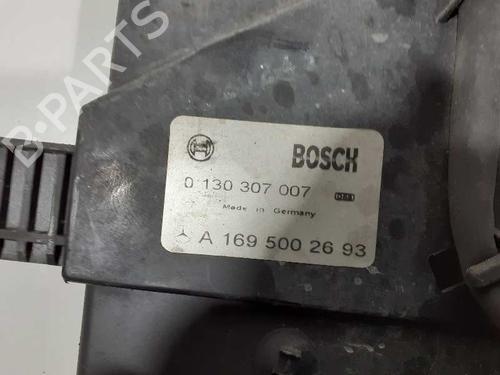 B-PARTS
BOSCH
0 130 307 007
Made in Germany
A 169 500 26 93